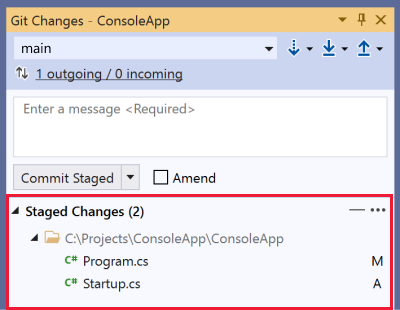 Git Changes - ConsoleApp
main
1 outgoing / 0 incoming
Enter a message <Required>
Commit Staged
Amend
Staged Changes (2)
C:\Projects\ConsoleApp\ConsoleApp
C# Program.cs M
C# Startup.cs A